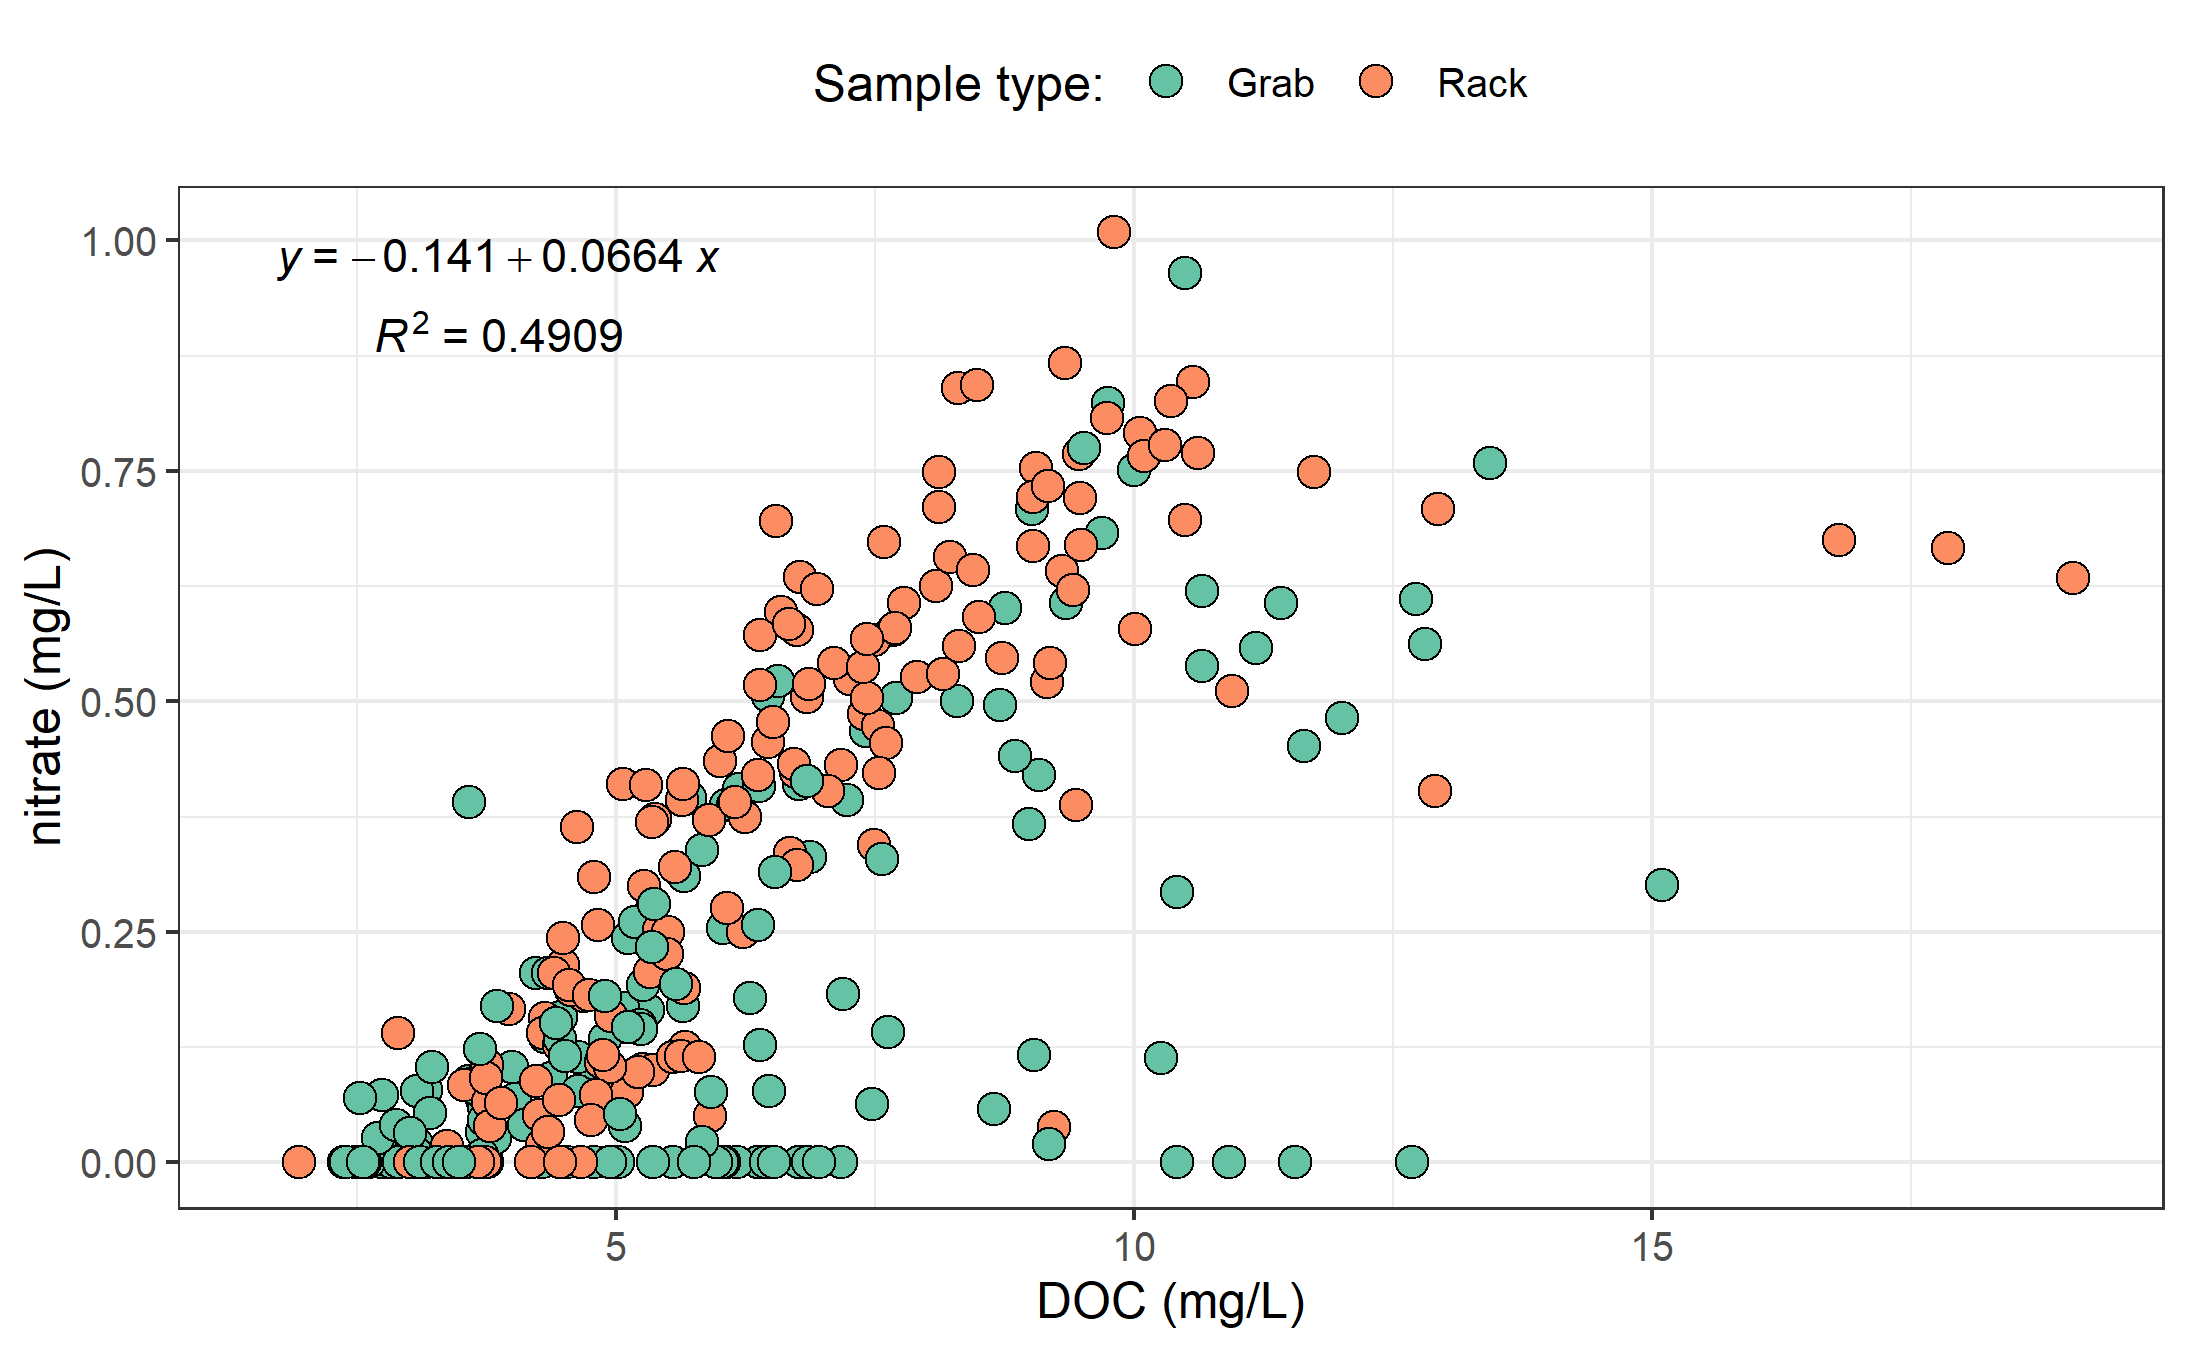 Sample type: Grab Rack
y = −0.141 + 0.0664 x
R² = 0.4909
1.00
0.75
0.50
0.25
0.00
nitrate (mg/L)
5 10 15
DOC (mg/L)